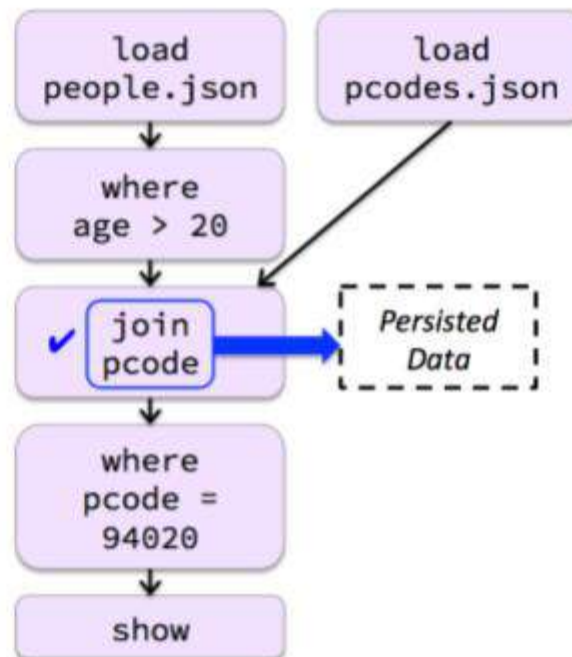 load
people.json
load
pcodes.json
where
age > 20
join
pcode
Persisted
Data
where
pcode =
94020
show